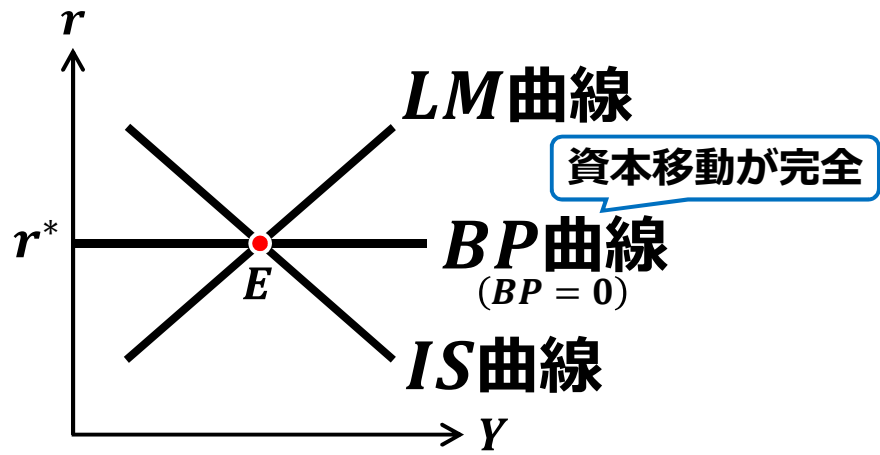 r
LM曲線
資本移動が完全
r*
BP曲線
(BP = 0)
E
IS曲線
Y